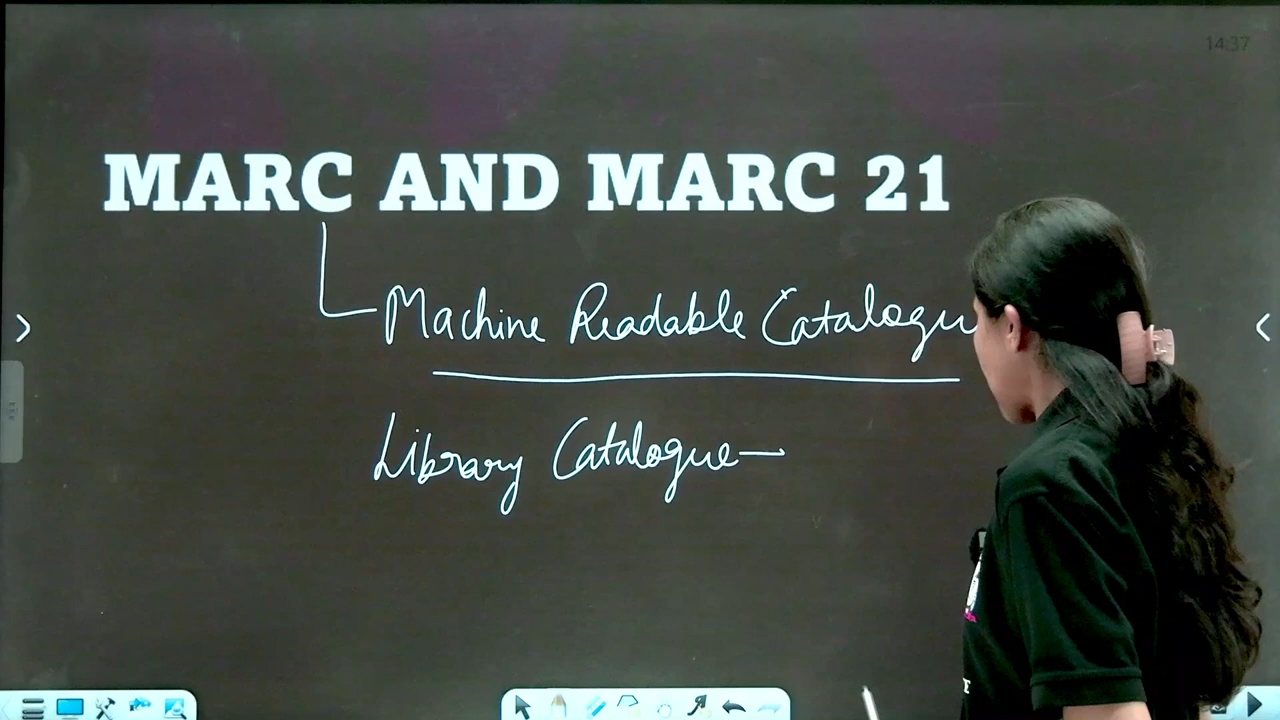 14:37
MARC AND MARC 21
Machine Readable Catalogu
Library Catalogue—